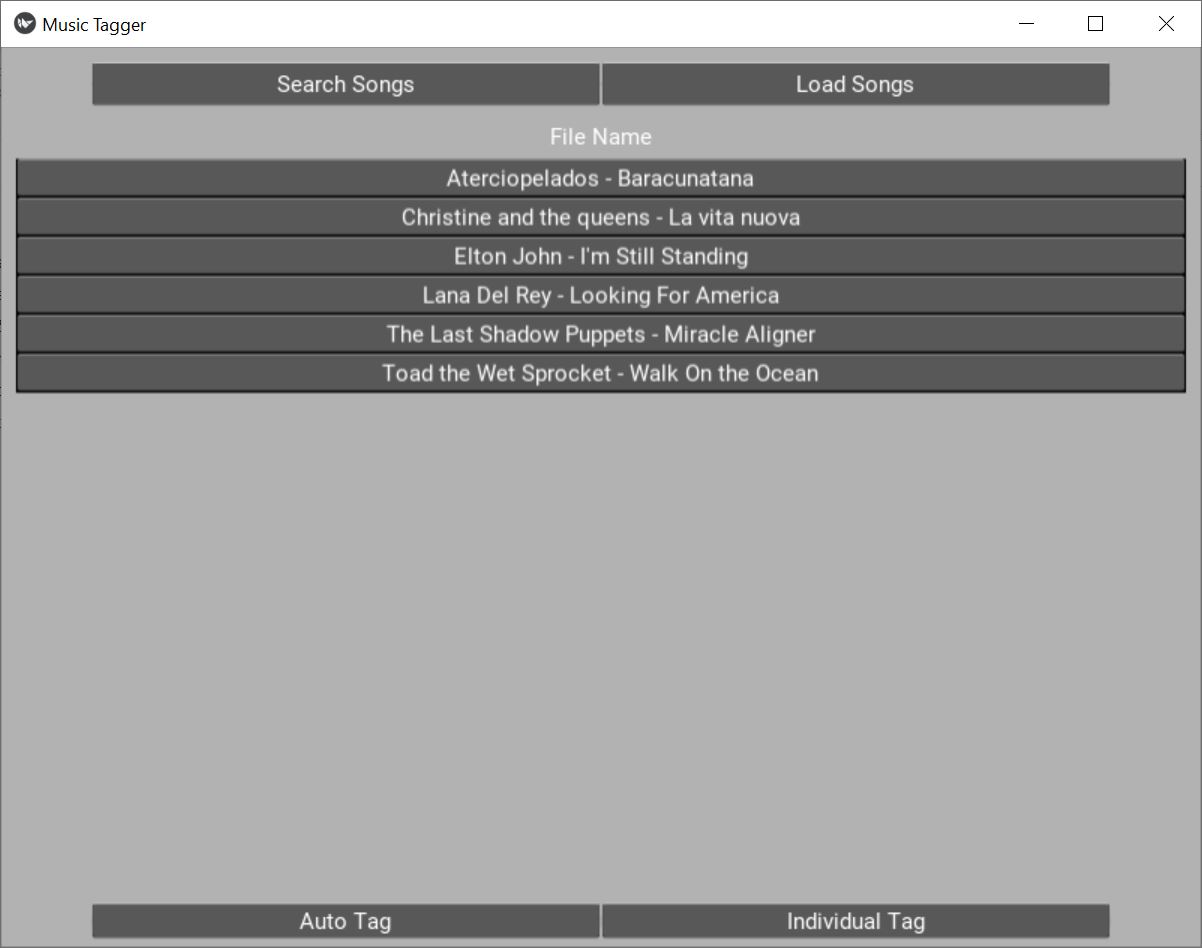 Music Tagger
Search Songs Load Songs
File Name
Aterciopelados - Baracunatana
Christine and the queens - La vita nuova
Elton John - I'm Still Standing
Lana Del Rey - Looking For America
The Last Shadow Puppets - Miracle Aligner
Toad the Wet Sprocket - Walk On the Ocean
Auto Tag Individual Tag